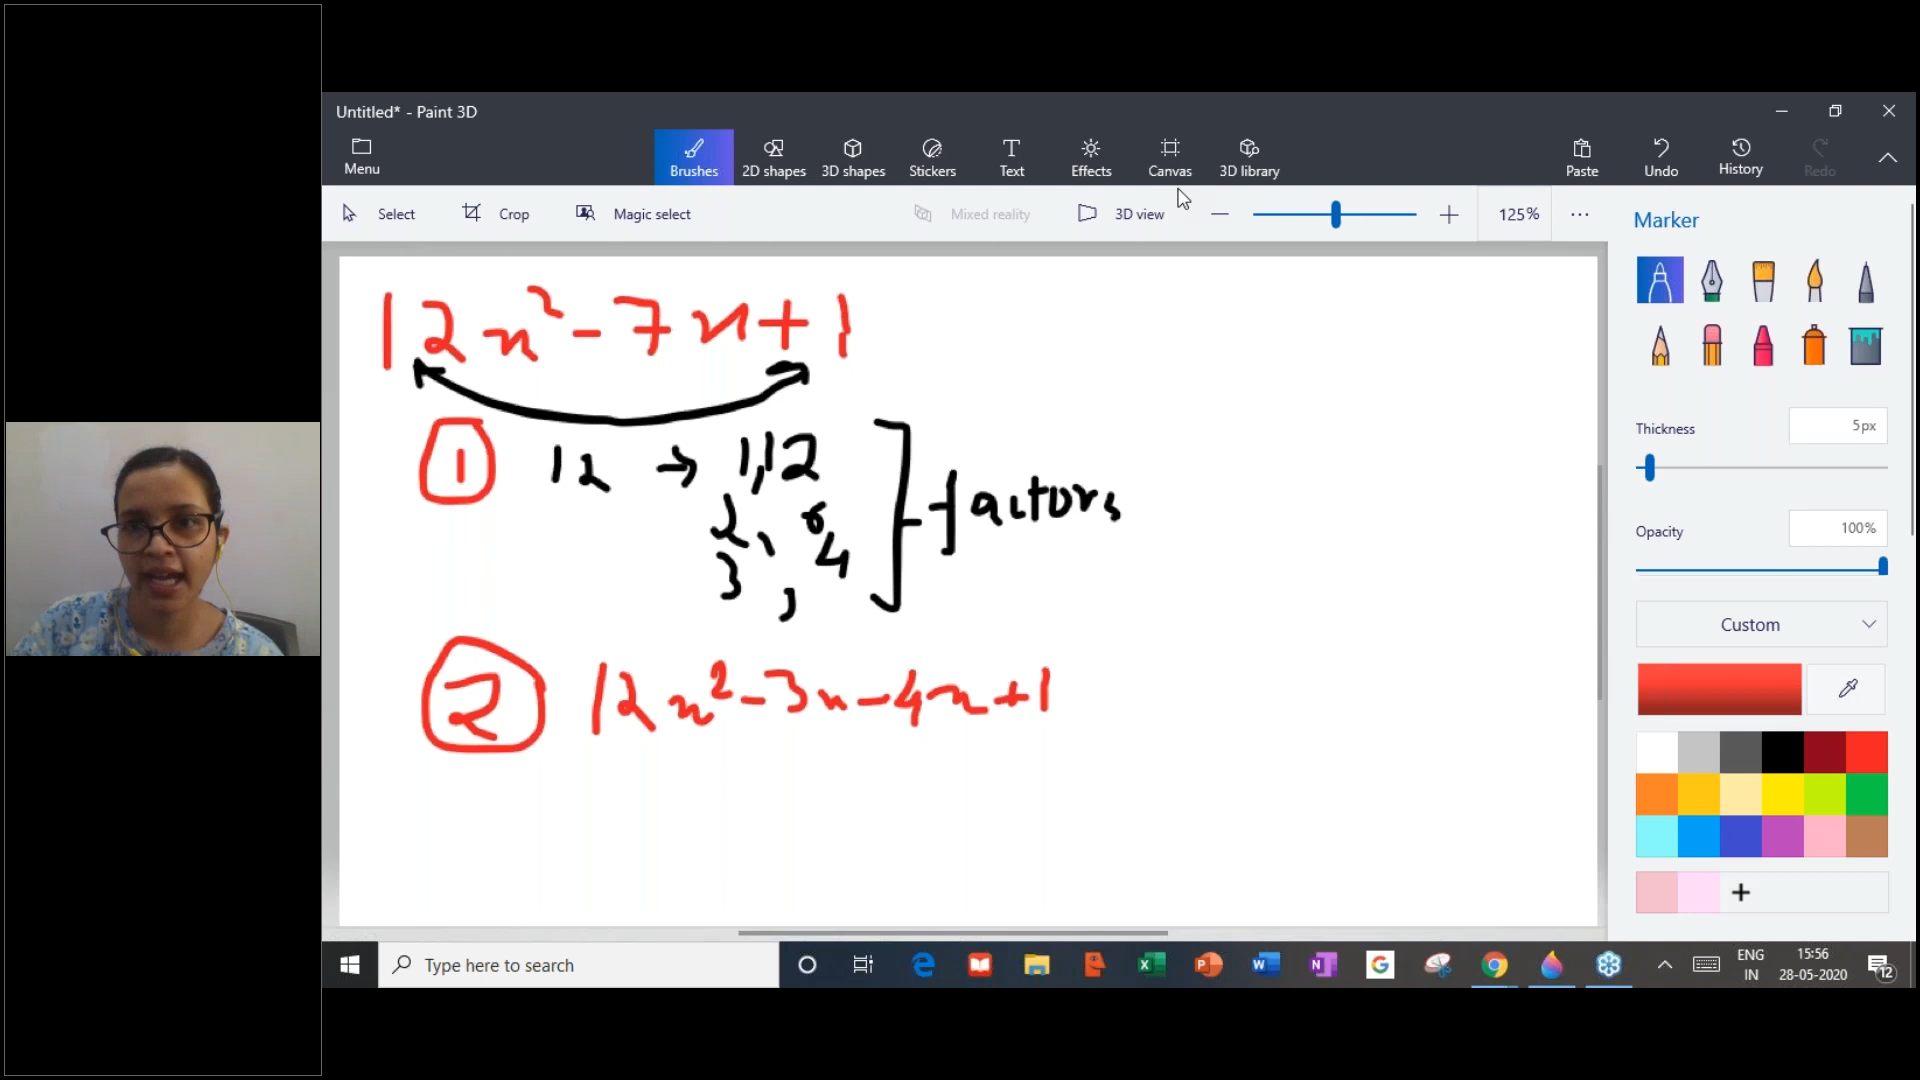 Untitled* - Paint 3D
Menu
Brushes
2D shapes
3D shapes
Stickers
Text
Effects
Canvas
3D library
Paste
Undo
History
Redo
Select
Crop
Magic select
Mixed reality
3D view
125%
Marker
Thickness
5px
Opacity
100%
Custom
12x² - 7x + 1
1
12 → 1,12
2, 6
3, 4
factors
2
12x² - 3x - 4x + 1
Type here to search
ENG
IN
15:56
28-05-2020
12